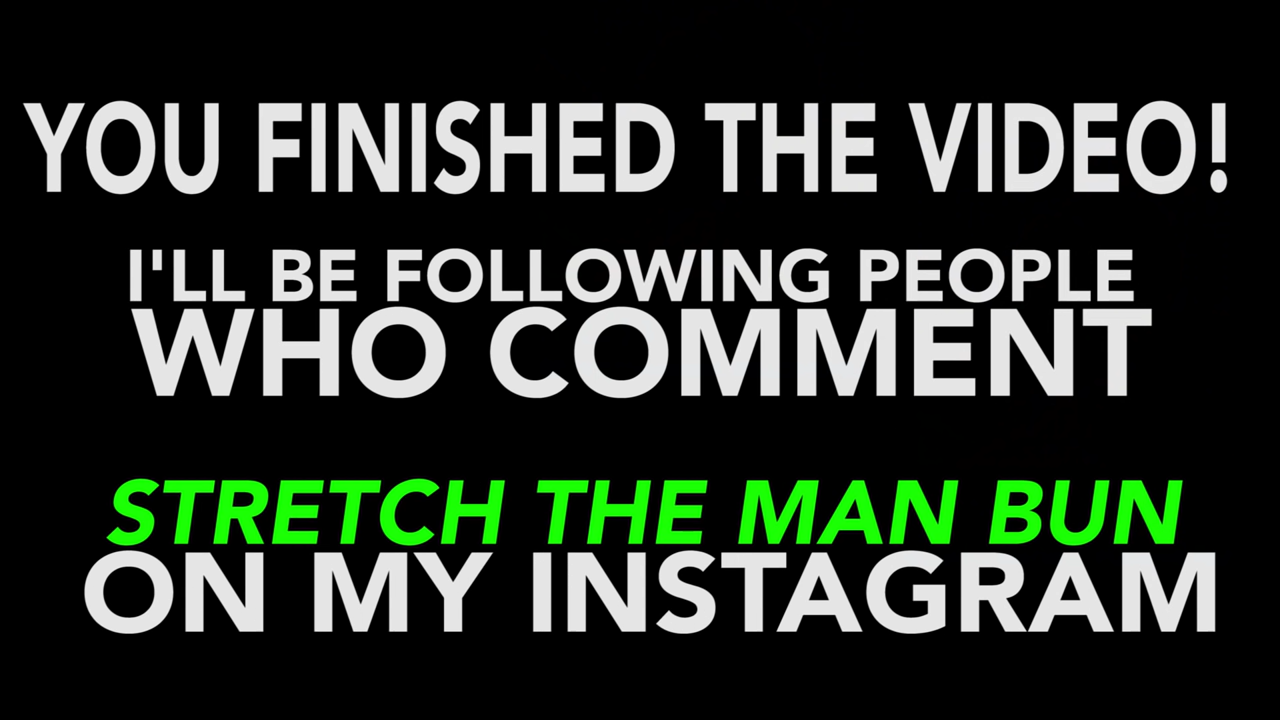 YOU FINISHED THE VIDEO!
I'LL BE FOLLOWING PEOPLE
WHO COMMENT
STRETCH THE MAN BUN
ON MY INSTAGRAM